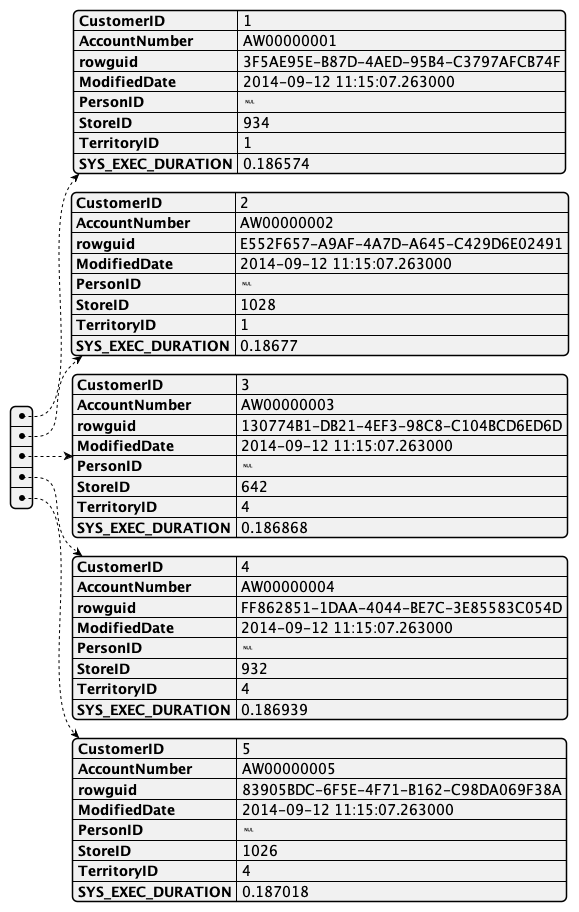 CustomerID 1
AccountNumber AW00000001
rowguid 3F5AE95E-B87D-4AED-95B4-C3797AFCB74F
ModifiedDate 2014-09-12 11:15:07.263000
PersonID NUL
StoreID 934
TerritoryID 1
SYS_EXEC_DURATION 0.186574
CustomerID 2
AccountNumber AW00000002
rowguid E552F657-A9AF-4A7D-A645-C429D6E02491
ModifiedDate 2014-09-12 11:15:07.263000
PersonID NUL
StoreID 1028
TerritoryID 1
SYS_EXEC_DURATION 0.18677
CustomerID 3
AccountNumber AW00000003
rowguid 130774B1-DB21-4EF3-98C8-C104BCD6ED6D
ModifiedDate 2014-09-12 11:15:07.263000
PersonID NUL
StoreID 642
TerritoryID 4
SYS_EXEC_DURATION 0.186868
CustomerID 4
AccountNumber AW00000004
rowguid FF862851-1DAA-4044-BE7C-3E85583C054D
ModifiedDate 2014-09-12 11:15:07.263000
PersonID NUL
StoreID 932
TerritoryID 4
SYS_EXEC_DURATION 0.186939
CustomerID 5
AccountNumber AW00000005
rowguid 83905BDC-6F5E-4F71-B162-C98DA069F38A
ModifiedDate 2014-09-12 11:15:07.263000
PersonID NUL
StoreID 1026
TerritoryID 4
SYS_EXEC_DURATION 0.187018